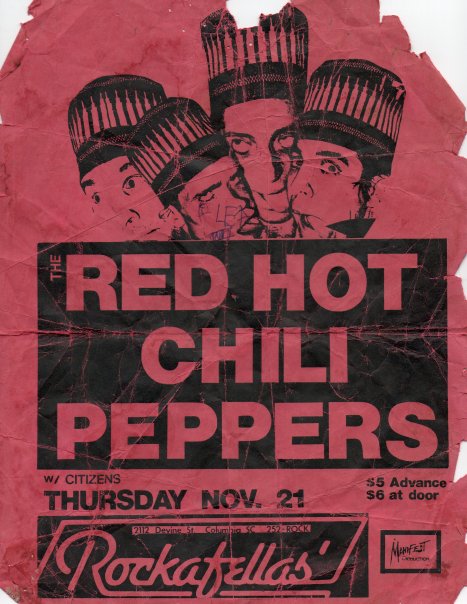 THE
RED HOT
CHILI
PEPPERS
W/ CITIZENS
THURSDAY NOV. 21
$5 Advance
$6 at door
2112 Devine St. Columbia SC 252-ROCK
Rockafellas'
MANIFEST